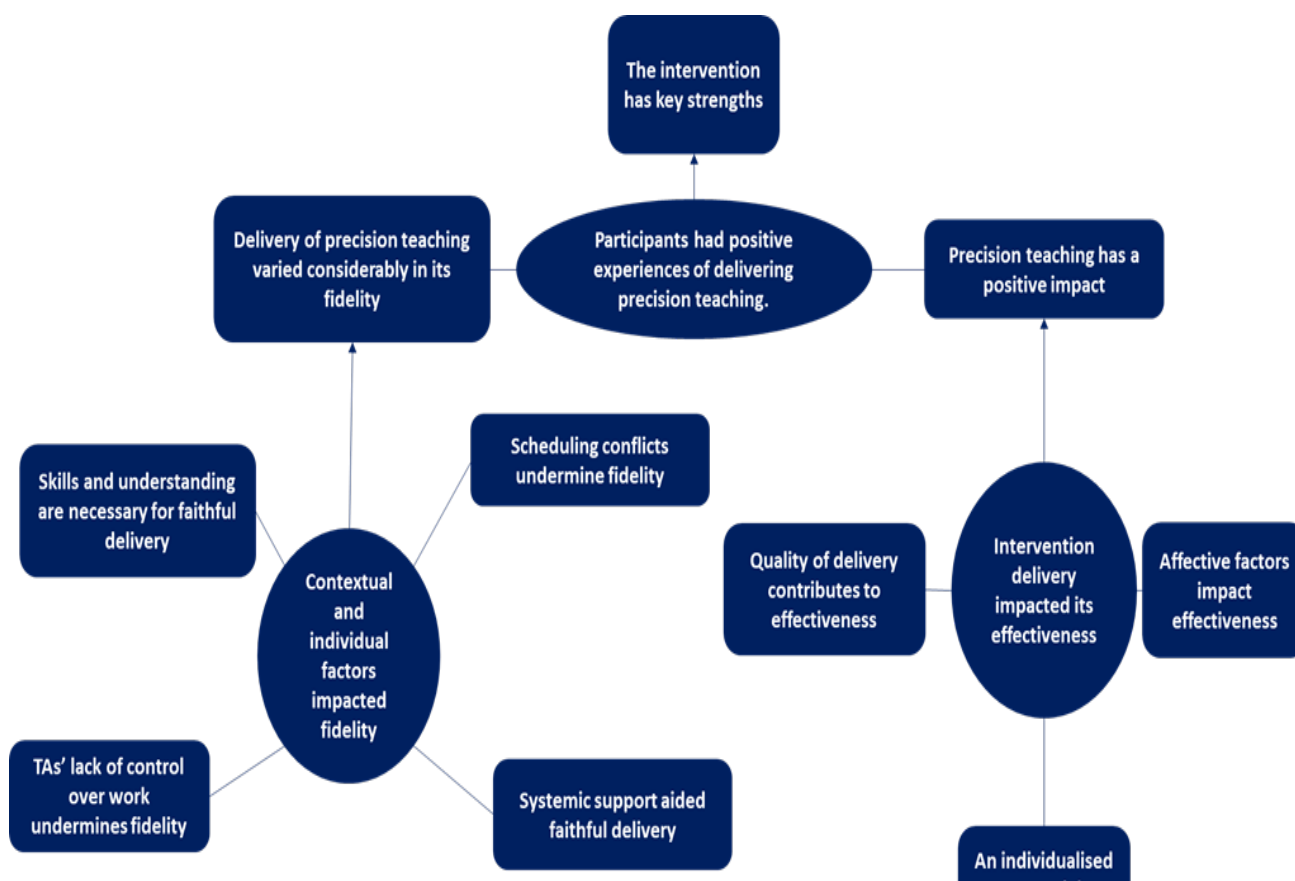 The intervention
has key strengths
Delivery of precision teaching
varied considerably in its
fidelity
Participants had positive
experiences of delivering
precision teaching.
Precision teaching has a
positive impact
Scheduling conflicts
undermine fidelity
Skills and understanding
are necessary for faithful
delivery
Contextual
and
individual
factors
impacted
fidelity
Quality of delivery
contributes to
effectiveness
Intervention
delivery
impacted its
effectiveness
Affective factors
impact
effectiveness
TAs’ lack of control
over work
undermines fidelity
Systemic support aided
faithful delivery
An individualised